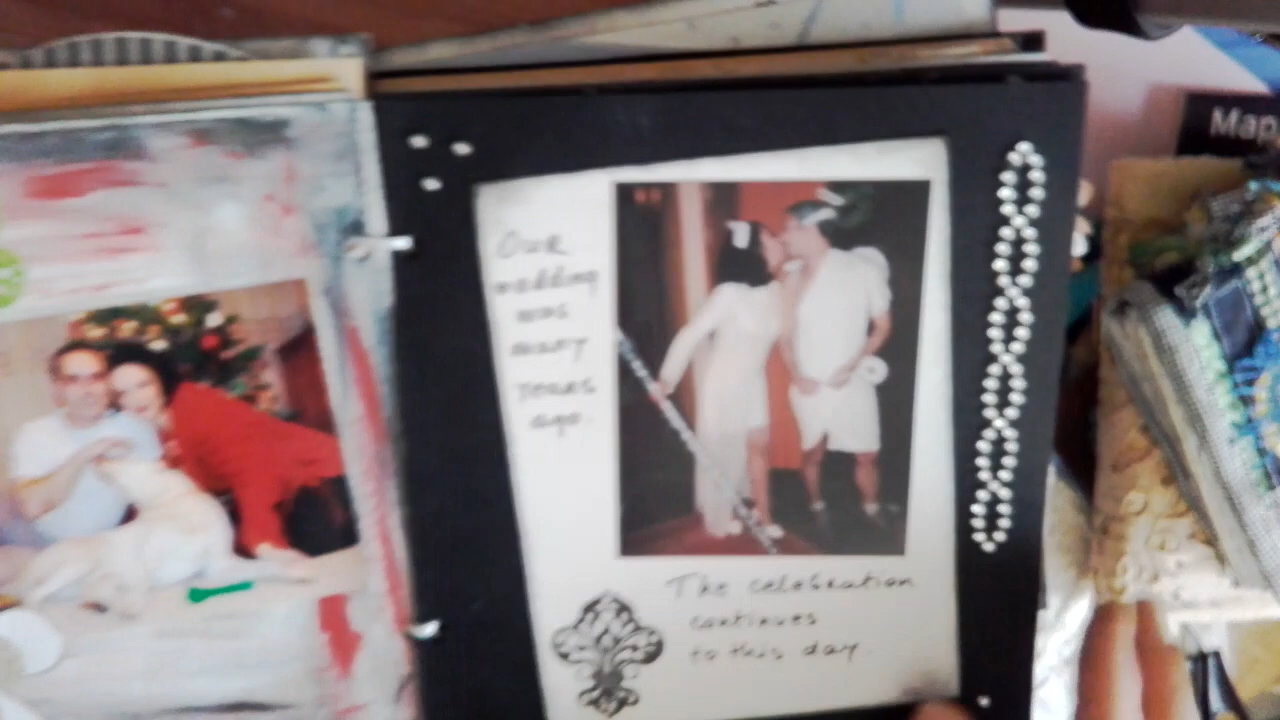 Our
wedding
was
many
years
ago.
The celebration
continues
to this day.
Map